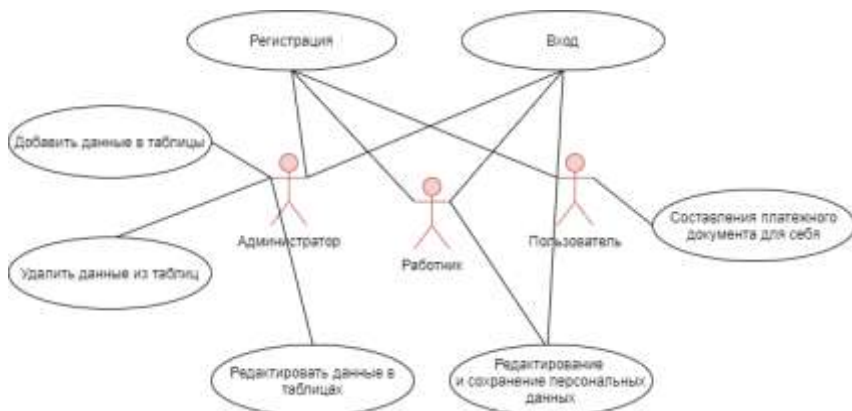 Регистрация
Вход
Добавить данные в таблицы
Администратор
Работник
Пользователь
Составления платежного
документа для себя
Удалить данные из таблиц
Редактировать данные в
таблицах
Редактирование
и сохранение персональных
данных